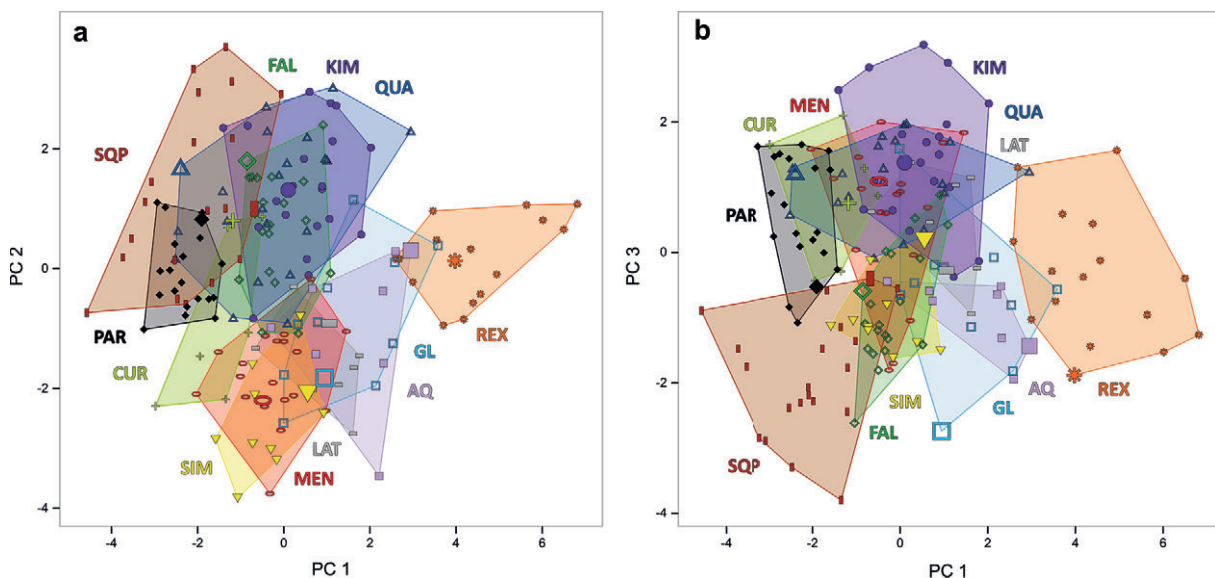 a
FAL
KIM
QUA
SQP
PAR
CUR
REX
GL
AQ
LAT
SIM
MEN
2
0
-2
-4
PC 2
-4
-2
0
2
4
6
PC 1
b
KIM
MEN
QUA
CUR
LAT
PAR
REX
AQ
GL
SIM
FAL
SQP
2
0
-2
-4
PC 3
-4
-2
0
2
4
6
PC 1